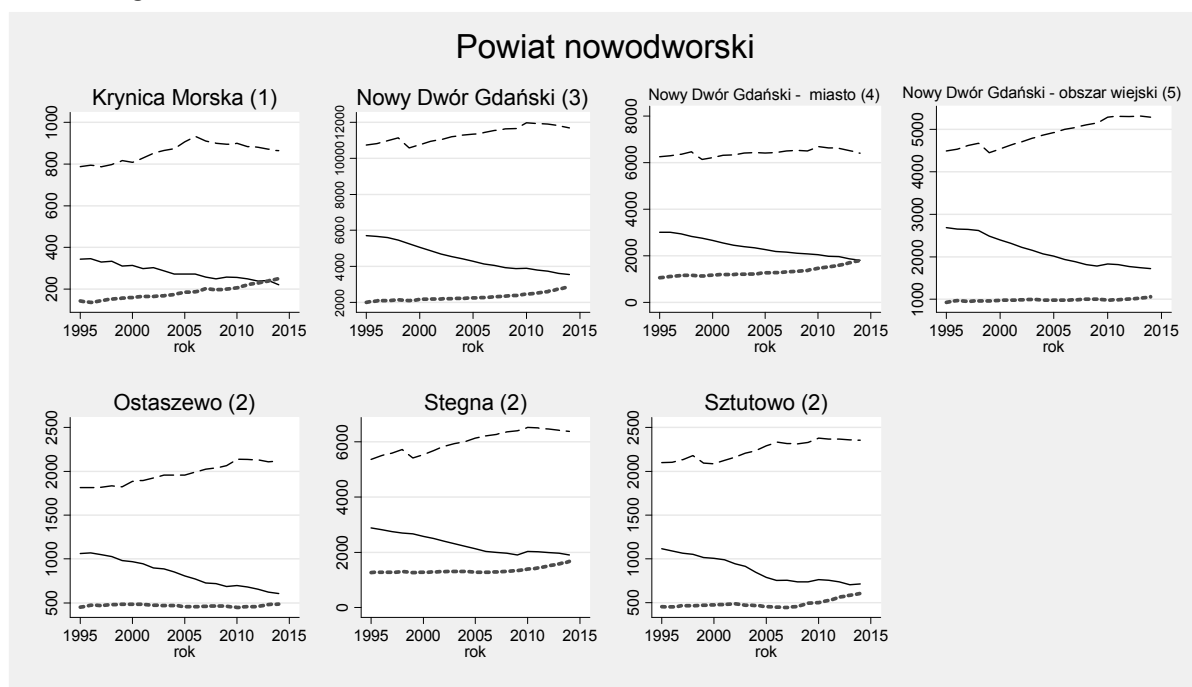 Powiat nowodworski
Krynica Morska (1)
1000
800
600
400
200
1995 2000 2005 2010 2015
rok
Nowy Dwór Gdański (3)
12000
10000
8000
6000
4000
2000
1995 2000 2005 2010 2015
rok
Nowy Dwór Gdański - miasto (4)
8000
6000
4000
2000
0
1995 2000 2005 2010 2015
rok
Nowy Dwór Gdański - obszar wiejski (5)
5000
4000
3000
2000
1000
1995 2000 2005 2010 2015
rok
Ostaszewo (2)
2500
2000
1500
1000
500
1995 2000 2005 2010 2015
rok
Stegna (2)
6000
4000
2000
0
1995 2000 2005 2010 2015
rok
Sztutowo (2)
2500
2000
1500
1000
500
1995 2000 2005 2010 2015
rok